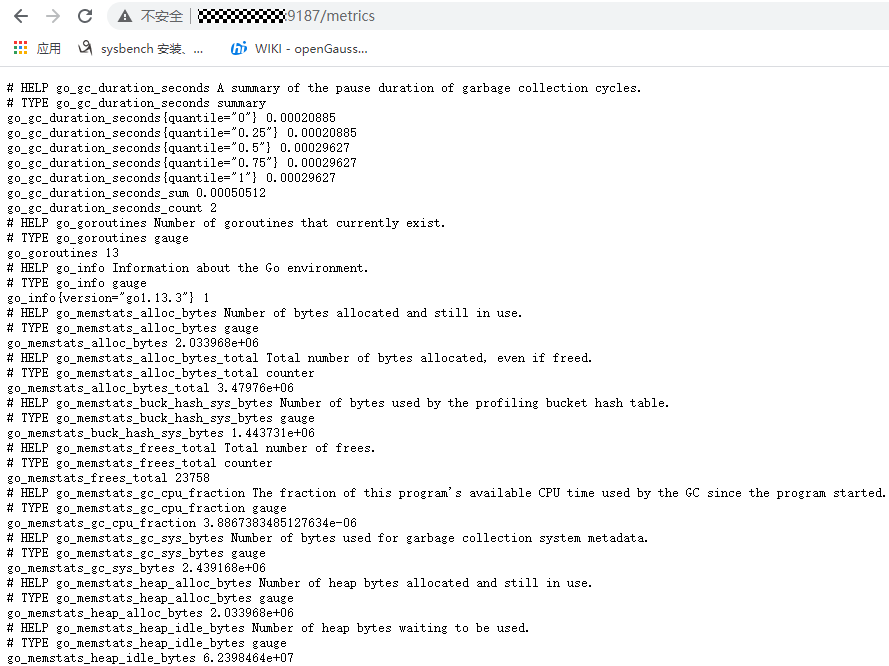 不安全 :9187/metrics
应用 sysbench 安装、... WIKI - openGauss...
# HELP go_gc_duration_seconds A summary of the pause duration of garbage collection cycles.
# TYPE go_gc_duration_seconds summary
go_gc_duration_seconds{quantile="0"} 0.00020885
go_gc_duration_seconds{quantile="0.25"} 0.00020885
go_gc_duration_seconds{quantile="0.5"} 0.00029627
go_gc_duration_seconds{quantile="0.75"} 0.00029627
go_gc_duration_seconds{quantile="1"} 0.00029627
go_gc_duration_seconds_sum 0.00050512
go_gc_duration_seconds_count 2
# HELP go_goroutines Number of goroutines that currently exist.
# TYPE go_goroutines gauge
go_goroutines 13
# HELP go_info Information about the Go environment.
# TYPE go_info gauge
go_info{version="go1.13.3"} 1
# HELP go_memstats_alloc_bytes Number of bytes allocated and still in use.
# TYPE go_memstats_alloc_bytes gauge
go_memstats_alloc_bytes 2.033968e+06
# HELP go_memstats_alloc_bytes_total Total number of bytes allocated, even if freed.
# TYPE go_memstats_alloc_bytes_total counter
go_memstats_alloc_bytes_total 3.47976e+06
# HELP go_memstats_buck_hash_sys_bytes Number of bytes used by the profiling bucket hash table.
# TYPE go_memstats_buck_hash_sys_bytes gauge
go_memstats_buck_hash_sys_bytes 1.443731e+06
# HELP go_memstats_frees_total Total number of frees.
# TYPE go_memstats_frees_total counter
go_memstats_frees_total 23758
# HELP go_memstats_gc_cpu_fraction The fraction of this program's available CPU time used by the GC since the program started.
# TYPE go_memstats_gc_cpu_fraction gauge
go_memstats_gc_cpu_fraction 3.8867383485127634e-06
# HELP go_memstats_gc_sys_bytes Number of bytes used for garbage collection system metadata.
# TYPE go_memstats_gc_sys_bytes gauge
go_memstats_gc_sys_bytes 2.439168e+06
# HELP go_memstats_heap_alloc_bytes Number of heap bytes allocated and still in use.
# TYPE go_memstats_heap_alloc_bytes gauge
go_memstats_heap_alloc_bytes 2.033968e+06
# HELP go_memstats_heap_idle_bytes Number of heap bytes waiting to be used.
# TYPE go_memstats_heap_idle_bytes gauge
go_memstats_heap_idle_bytes 6.2398464e+07